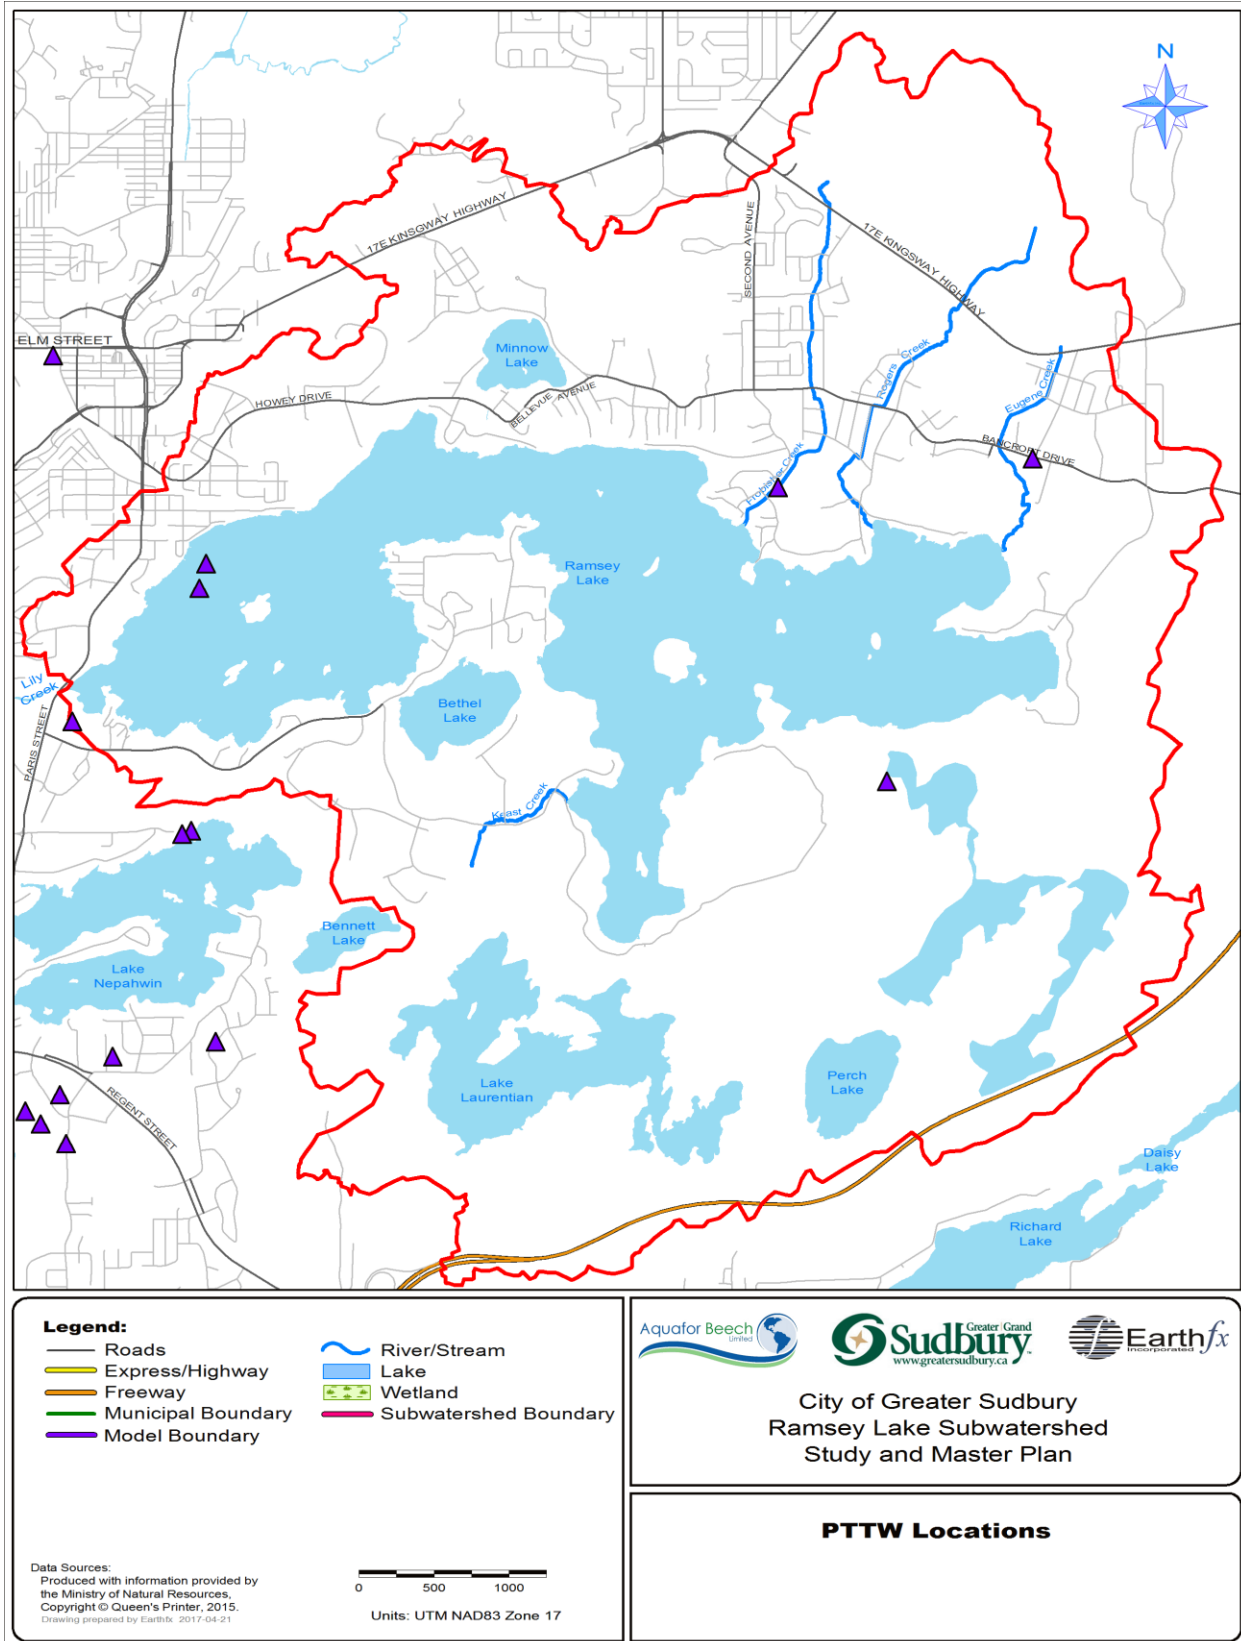 N
17E KINSGWAY HIGHWAY
SECOND AVENUE
17E KINGSWAY HIGHWAY
ELM STREET
Minnow
Lake
Rogers Creek
Eugene Creek
HOWEY DRIVE
BELLEVUE AVENUE
BANCROFT DRIVE
Frobisher Creek
Ramsey
Lake
Lily
Creek
Bethel
Lake
PARIS STREET
Keast Creek
Bennett
Lake
Lake
Nepahwin
Lake
Laurentian
Perch
Lake
REGENT STREET
Daisy
Lake
Richard
Lake
Legend:
Roads
Express/Highway
Freeway
Municipal Boundary
Model Boundary
River/Stream
Lake
Wetland
Subwatershed Boundary
Data Sources:
Produced with information provided by
the Ministry of Natural Resources,
Copyright © Queen's Printer, 2015.
Drawing prepared by Earthfx 2017-04-21
0 500 1000
Units: UTM NAD83 Zone 17
Aquafor Beech
Limited
Greater | Grand
Sudbury
www.greatersudbury.ca
Earthfx
Incorporated
City of Greater Sudbury
Ramsey Lake Subwatershed
Study and Master Plan
PTTW Locations